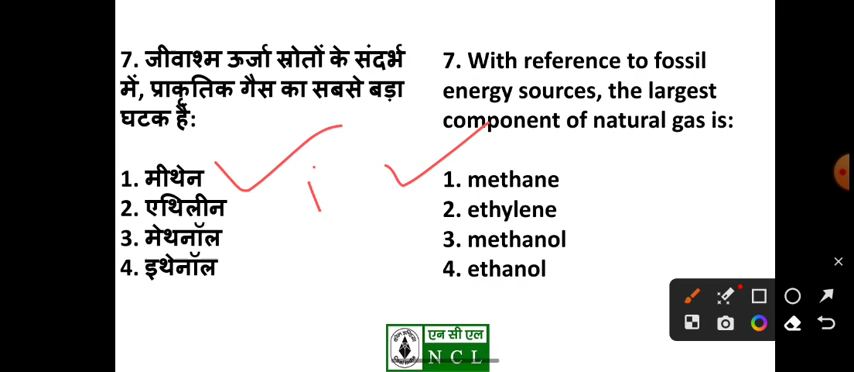 7. जीवाश्म ऊर्जा स्रोतों के संदर्भ
में, प्राकृतिक गैस का सबसे बड़ा
घटक है:
1. मीथेन
2. एथिलीन
3. मेथनॉल
4. इथेनॉल
7. With reference to fossil
energy sources, the largest
component of natural gas is:
1. methane
2. ethylene
3. methanol
4. ethanol
एन सी एल
N C L